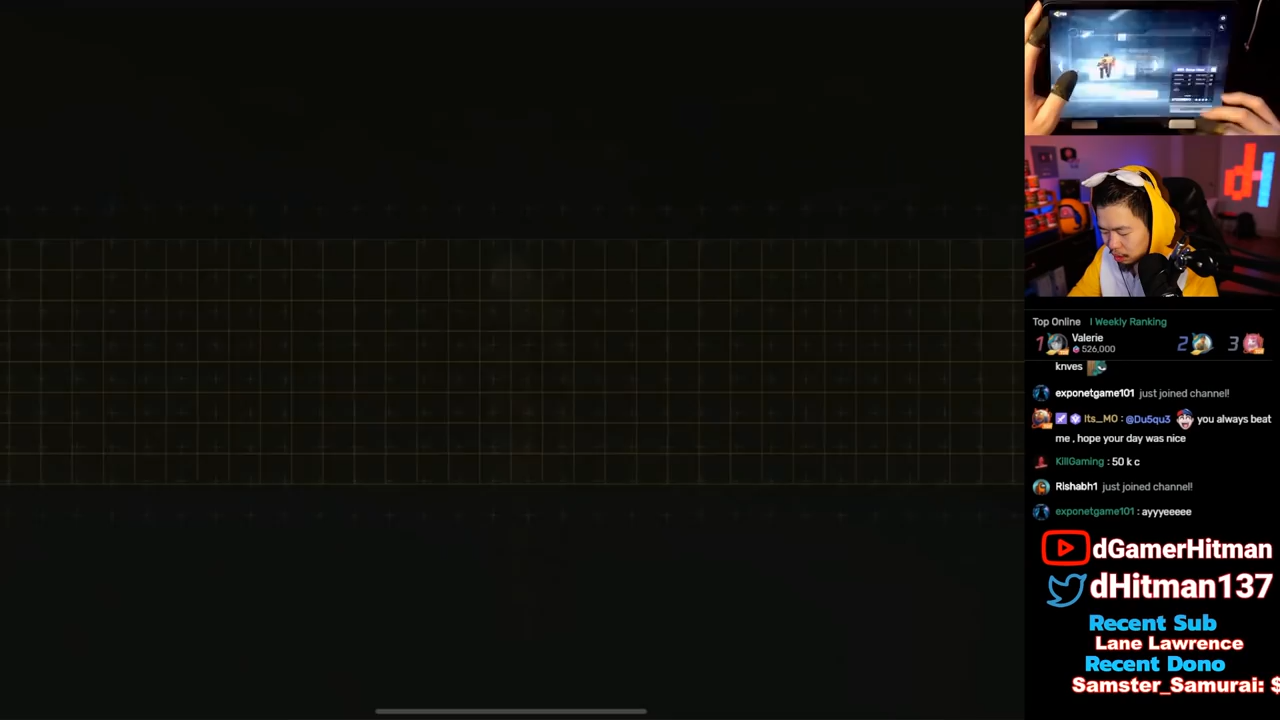 Top Online | Weekly Ranking
1 Valerie 2 3
526,000
knves
exponetgame101 just joined channel!
Its_MO : @Du5qu3 you always beat
me , hope your day was nice
KillGaming : 50 k c
Rishabh1 just joined channel!
exponetgame101 : ayyyeeeee
dGamerHitman
dHitman137
Recent Sub
Lane Lawrence
Recent Dono
Samster_Samurai: $